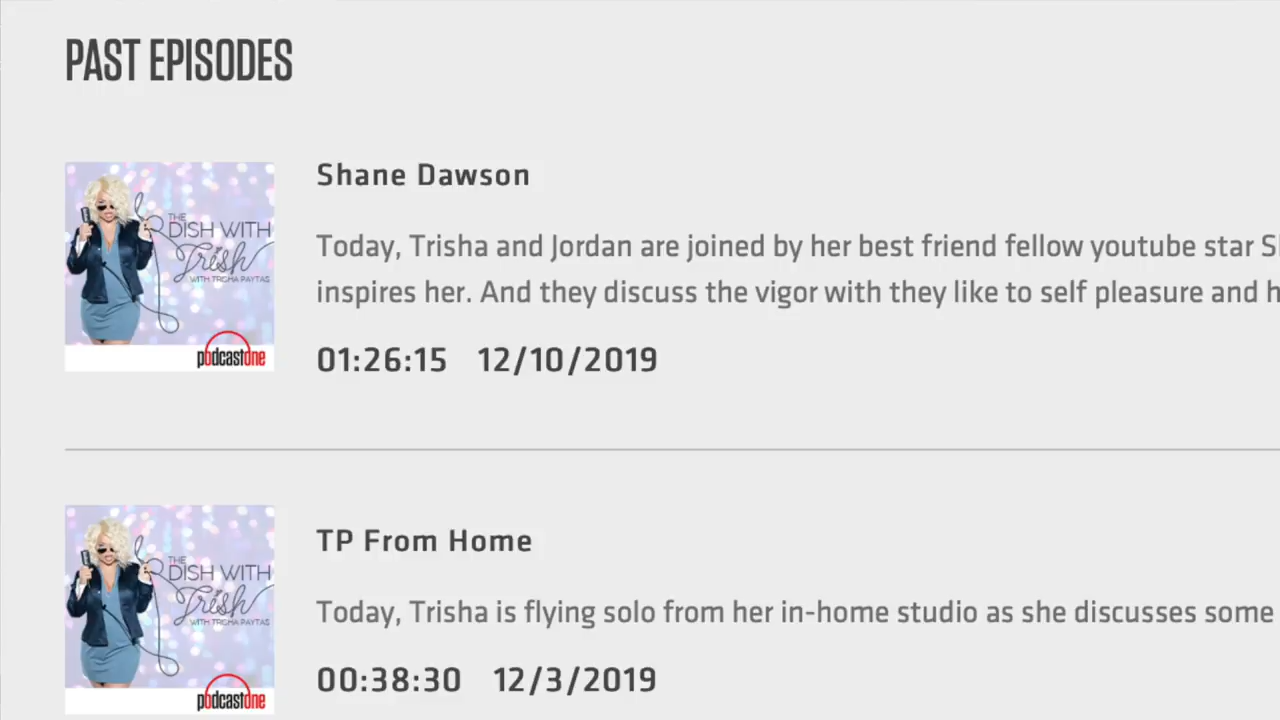 PAST EPISODES
Shane Dawson
THE
DISH WITH
Trish
WITH TRISHA PAYTAS
podcastone
Today, Trisha and Jordan are joined by her best friend fellow youtube star
inspires her. And they discuss the vigor with they like to self pleasure and
01:26:15 12/10/2019
TP From Home
THE
DISH WITH
Trish
WITH TRISHA PAYTAS
podcastone
Today, Trisha is flying solo from her in-home studio as she discusses some
00:38:30 12/3/2019